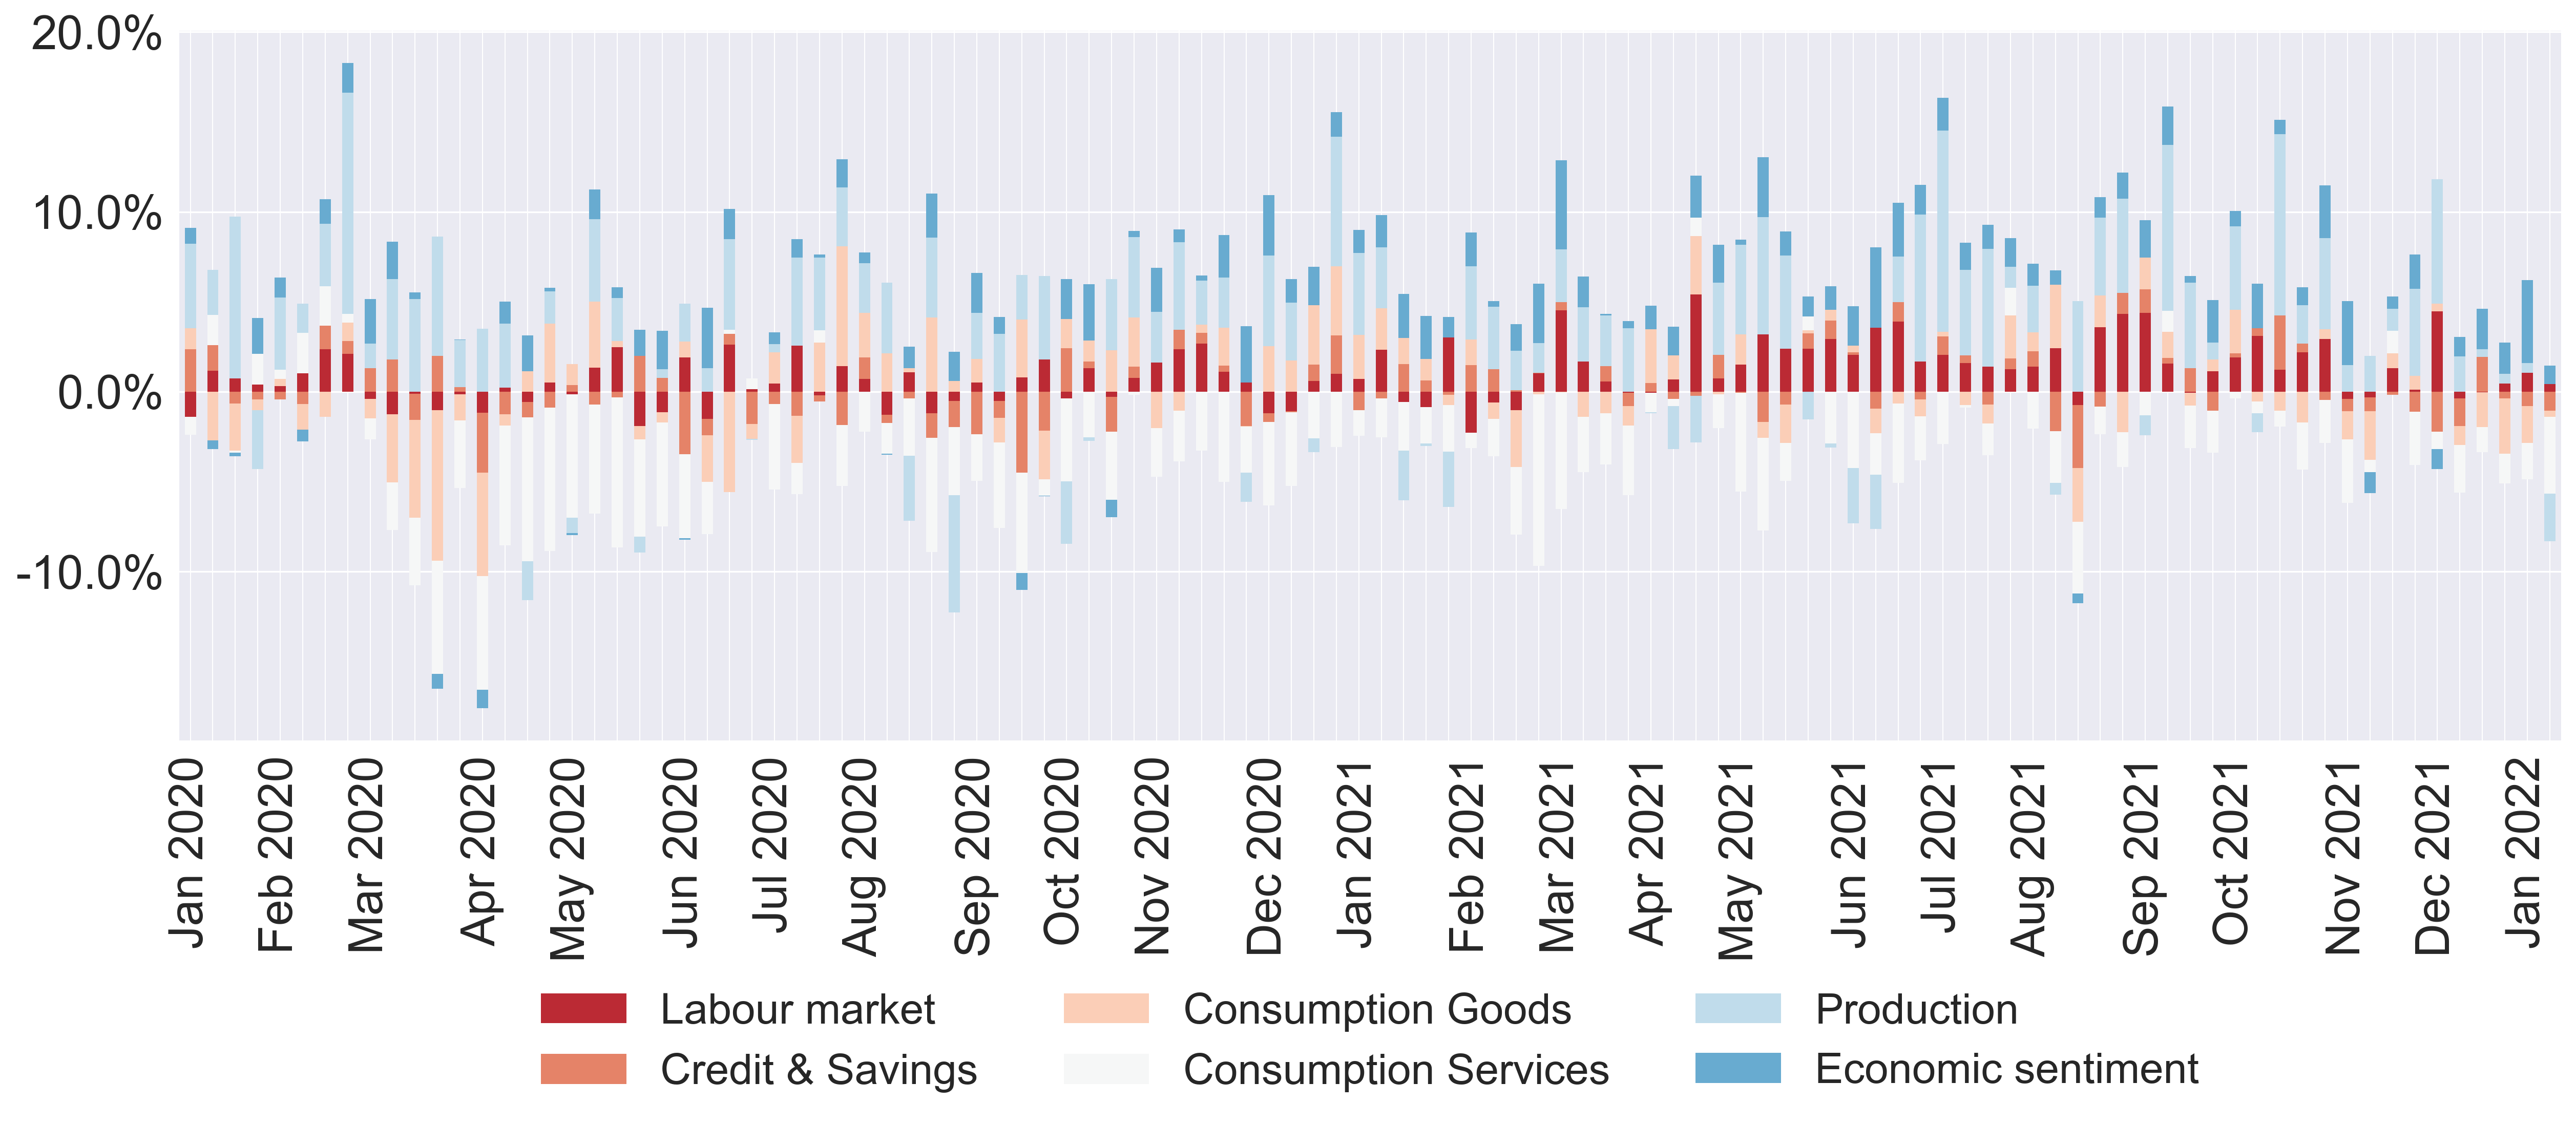 20.0%
10.0%
0.0%
-10.0%
Jan 2020
Feb 2020
Mar 2020
Apr 2020
May 2020
Jun 2020
Jul 2020
Aug 2020
Sep 2020
Oct 2020
Nov 2020
Dec 2020
Jan 2021
Feb 2021
Mar 2021
Apr 2021
May 2021
Jun 2021
Jul 2021
Aug 2021
Sep 2021
Oct 2021
Nov 2021
Dec 2021
Jan 2022
Labour market
Credit & Savings
Consumption Goods
Consumption Services
Production
Economic sentiment